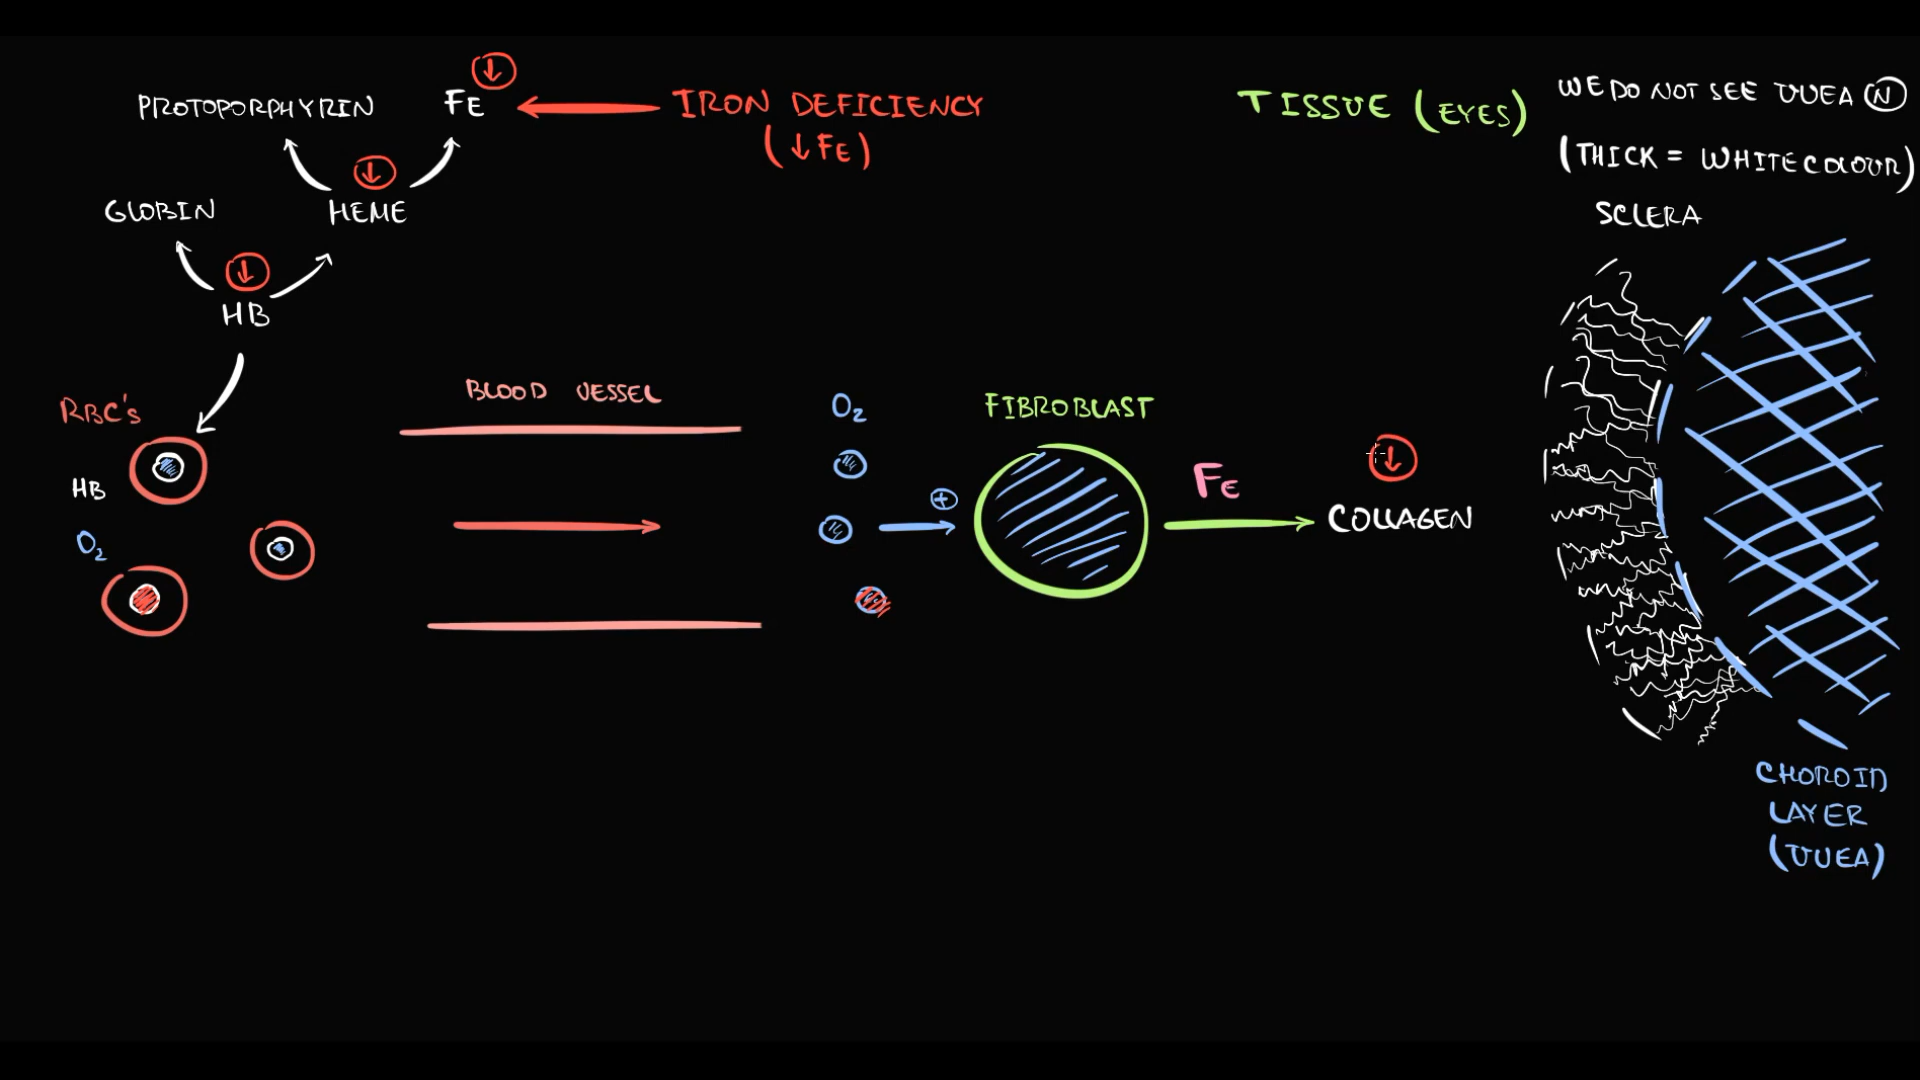 PROTOPORPHYRIN
FE
↓
IRON DEFICIENCY
(↓FE)
HEME
↓
GLOBIN
HB
↓
RBC's
HB
O2
BLOOD VESSEL
O2
+
FIBROBLAST
FE
↓
COLLAGEN
TISSUE (EYES)
WE DO NOT SEE UVEA N
(THICK = WHITE COLOUR)
SCLERA
CHOROID
LAYER
(UVEA)